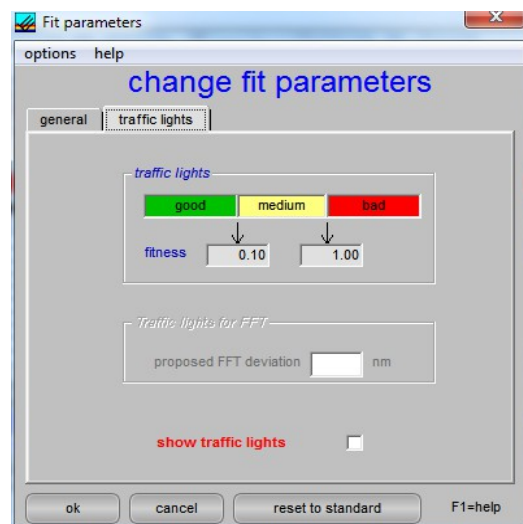 Fit parameters
x
options help
change fit parameters
general traffic lights
traffic lights
good medium bad
fitness 0.10 1.00
Traffic lights for FFT
proposed FFT deviation nm
show traffic lights
ok cancel reset to standard F1=help